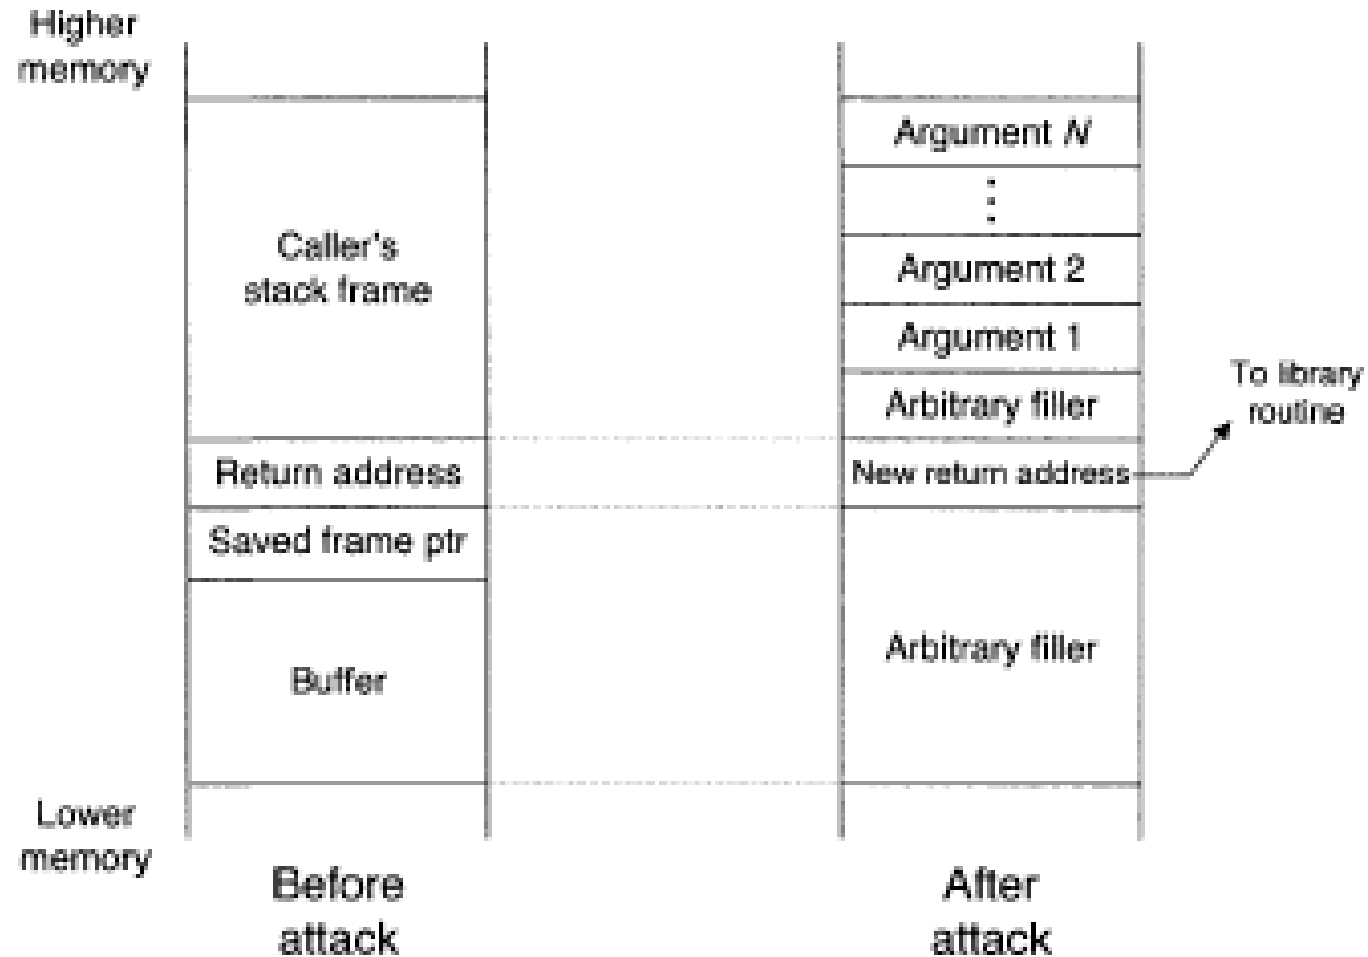 Higher
memory
Caller's
stack frame
Return address
Saved frame ptr
Buffer
Lower
memory
Before
attack
Argument N
⋮
Argument 2
Argument 1
Arbitrary filler
New return address
Arbitrary filler
To library
routine
After
attack